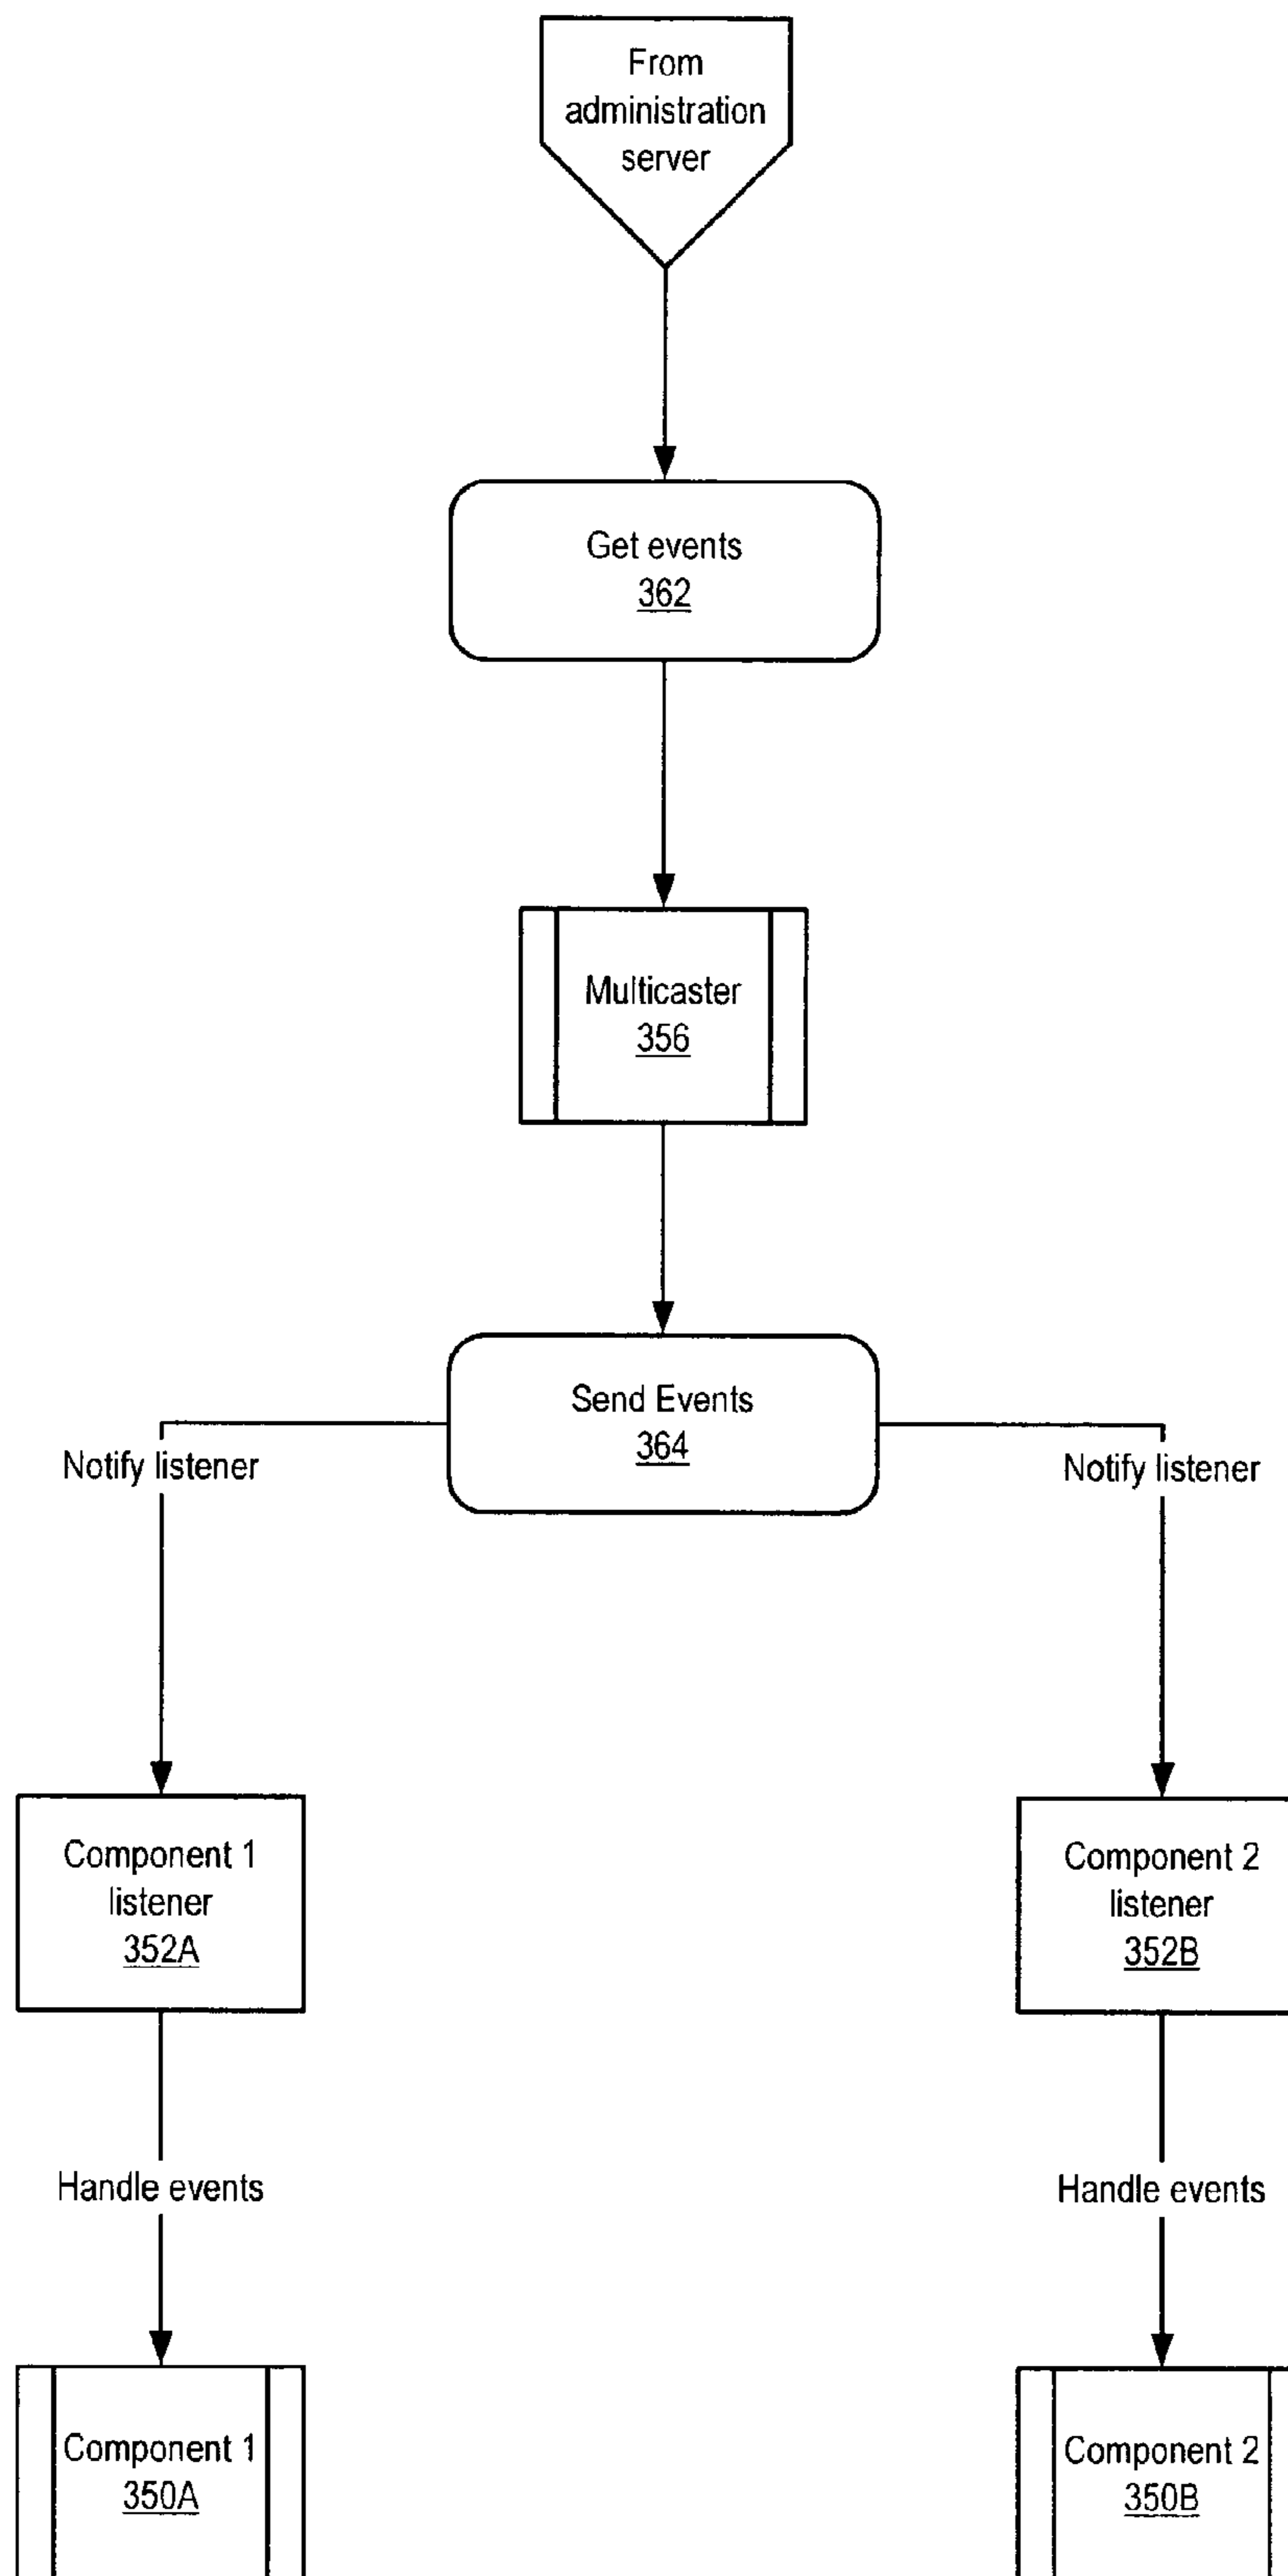 From
administration
server
Get events
362
Multicaster
356
Send Events
364
Notify listener
Notify listener
Component 1
listener
352A
Component 2
listener
352B
Handle events
Handle events
Component 1
350A
Component 2
350B